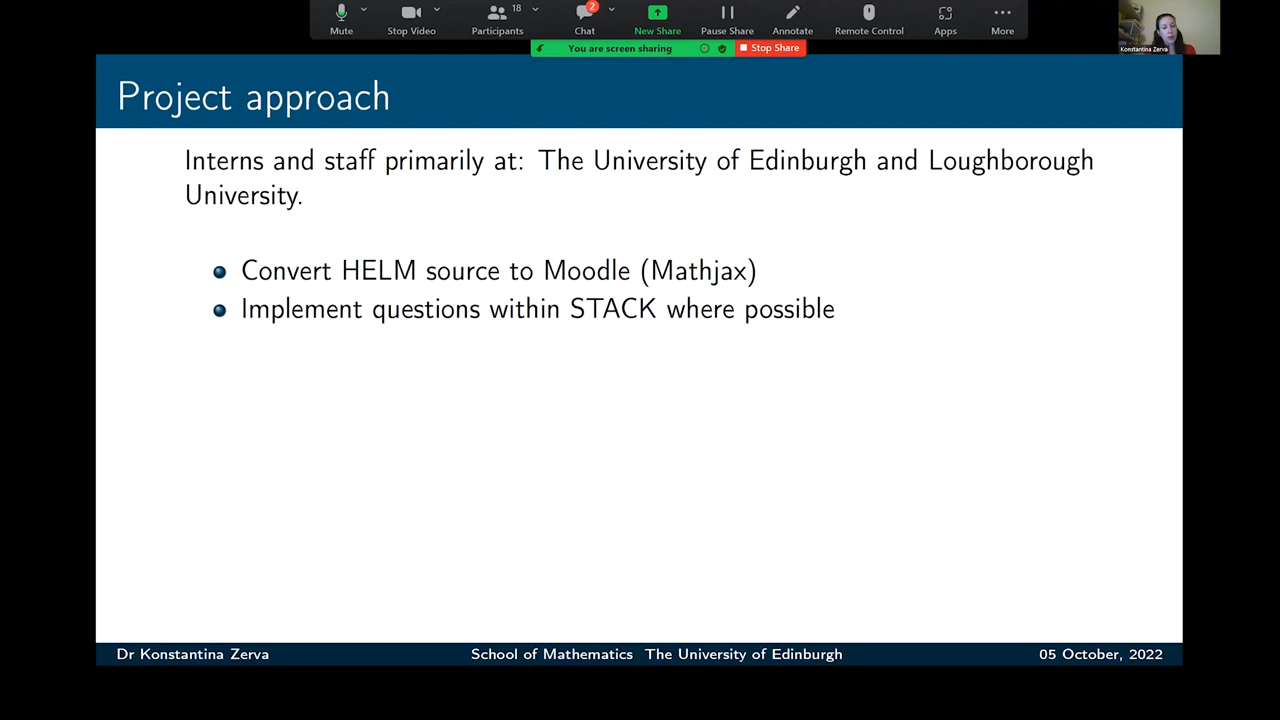 Mute
Stop Video
18
Participants
2
Chat
New Share
Pause Share
Annotate
Remote Control
Apps
More
You are screen sharing
Stop Share
Konstantina Zerva
Project approach
Interns and staff primarily at: The University of Edinburgh and Loughborough
University.
Convert HELM source to Moodle (Mathjax)
Implement questions within STACK where possible
Dr Konstantina Zerva
School of Mathematics The University of Edinburgh
05 October, 2022